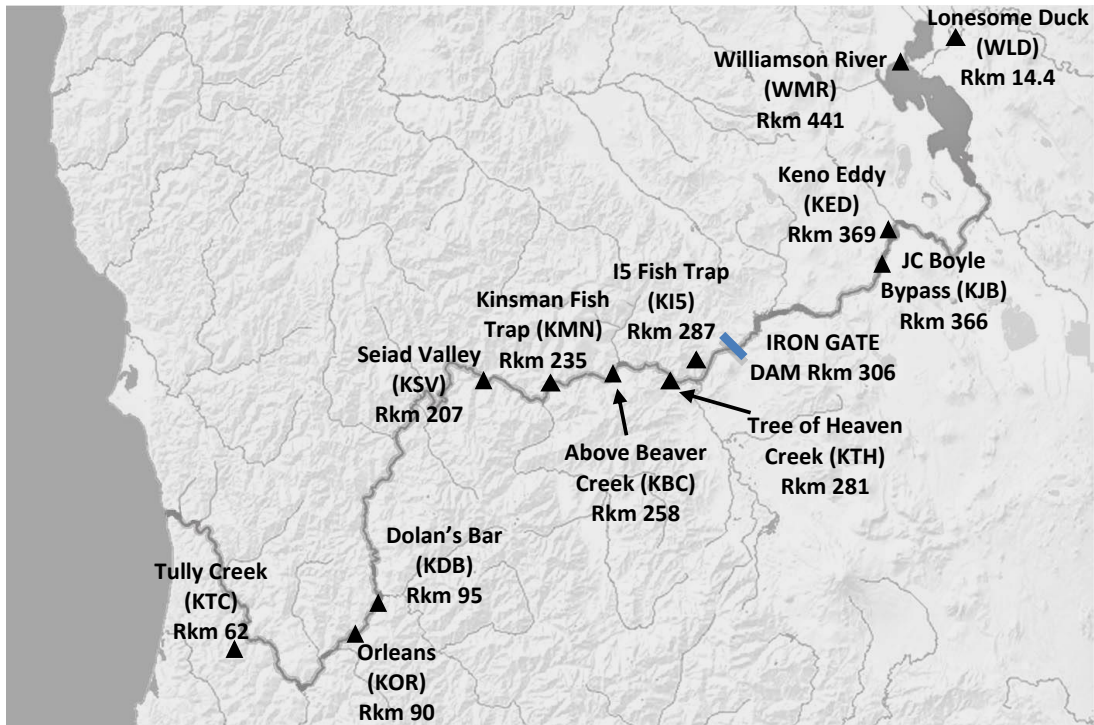 Lonesome Duck
(WLD)
Rkm 14.4
Williamson River
(WMR)
Rkm 441
Keno Eddy
(KED)
Rkm 369
JC Boyle
Bypass (KJB)
Rkm 366
I5 Fish Trap
(KI5)
Rkm 287
IRON GATE
DAM Rkm 306
Kinsman Fish
Trap (KMN)
Rkm 235
Seiad Valley
(KSV)
Rkm 207
Tree of Heaven
Creek (KTH)
Rkm 281
Above Beaver
Creek (KBC)
Rkm 258
Dolan’s Bar
(KDB)
Rkm 95
Tully Creek
(KTC)
Rkm 62
Orleans
(KOR)
Rkm 90